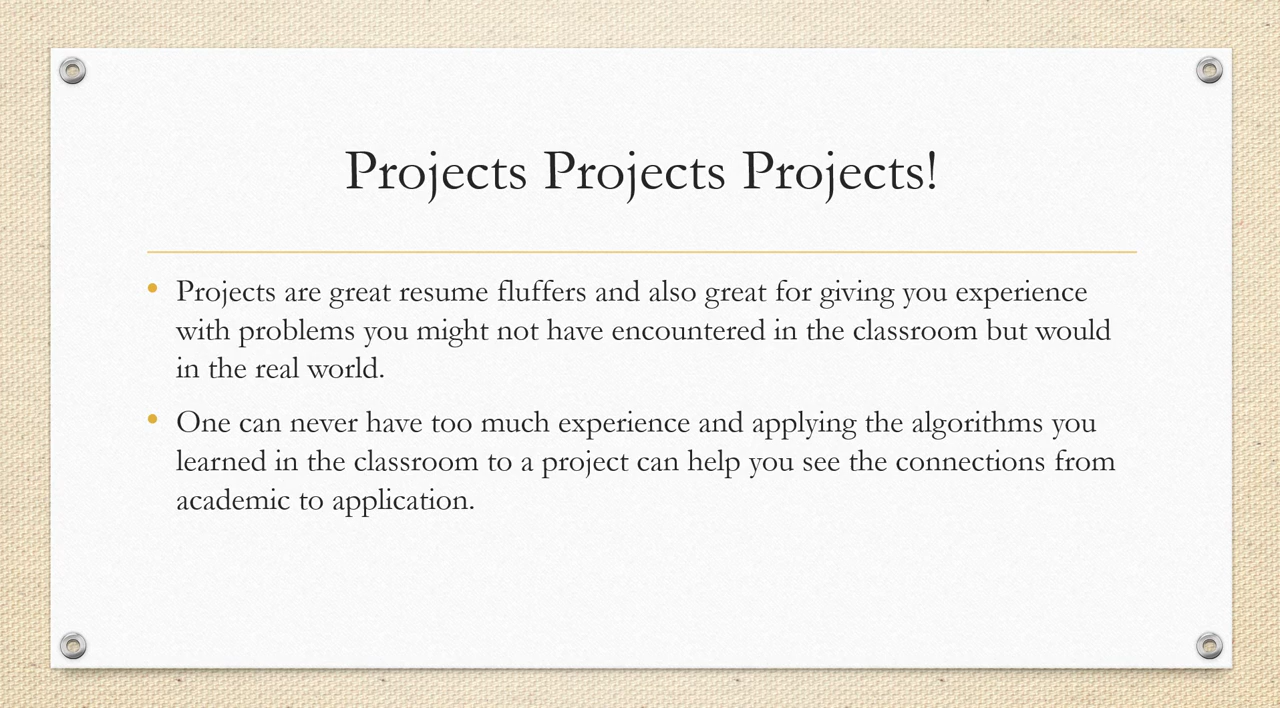 Projects Projects Projects!
• Projects are great resume fluffers and also great for giving you experience
with problems you might not have encountered in the classroom but would
in the real world.
• One can never have too much experience and applying the algorithms you
learned in the classroom to a project can help you see the connections from
academic to application.